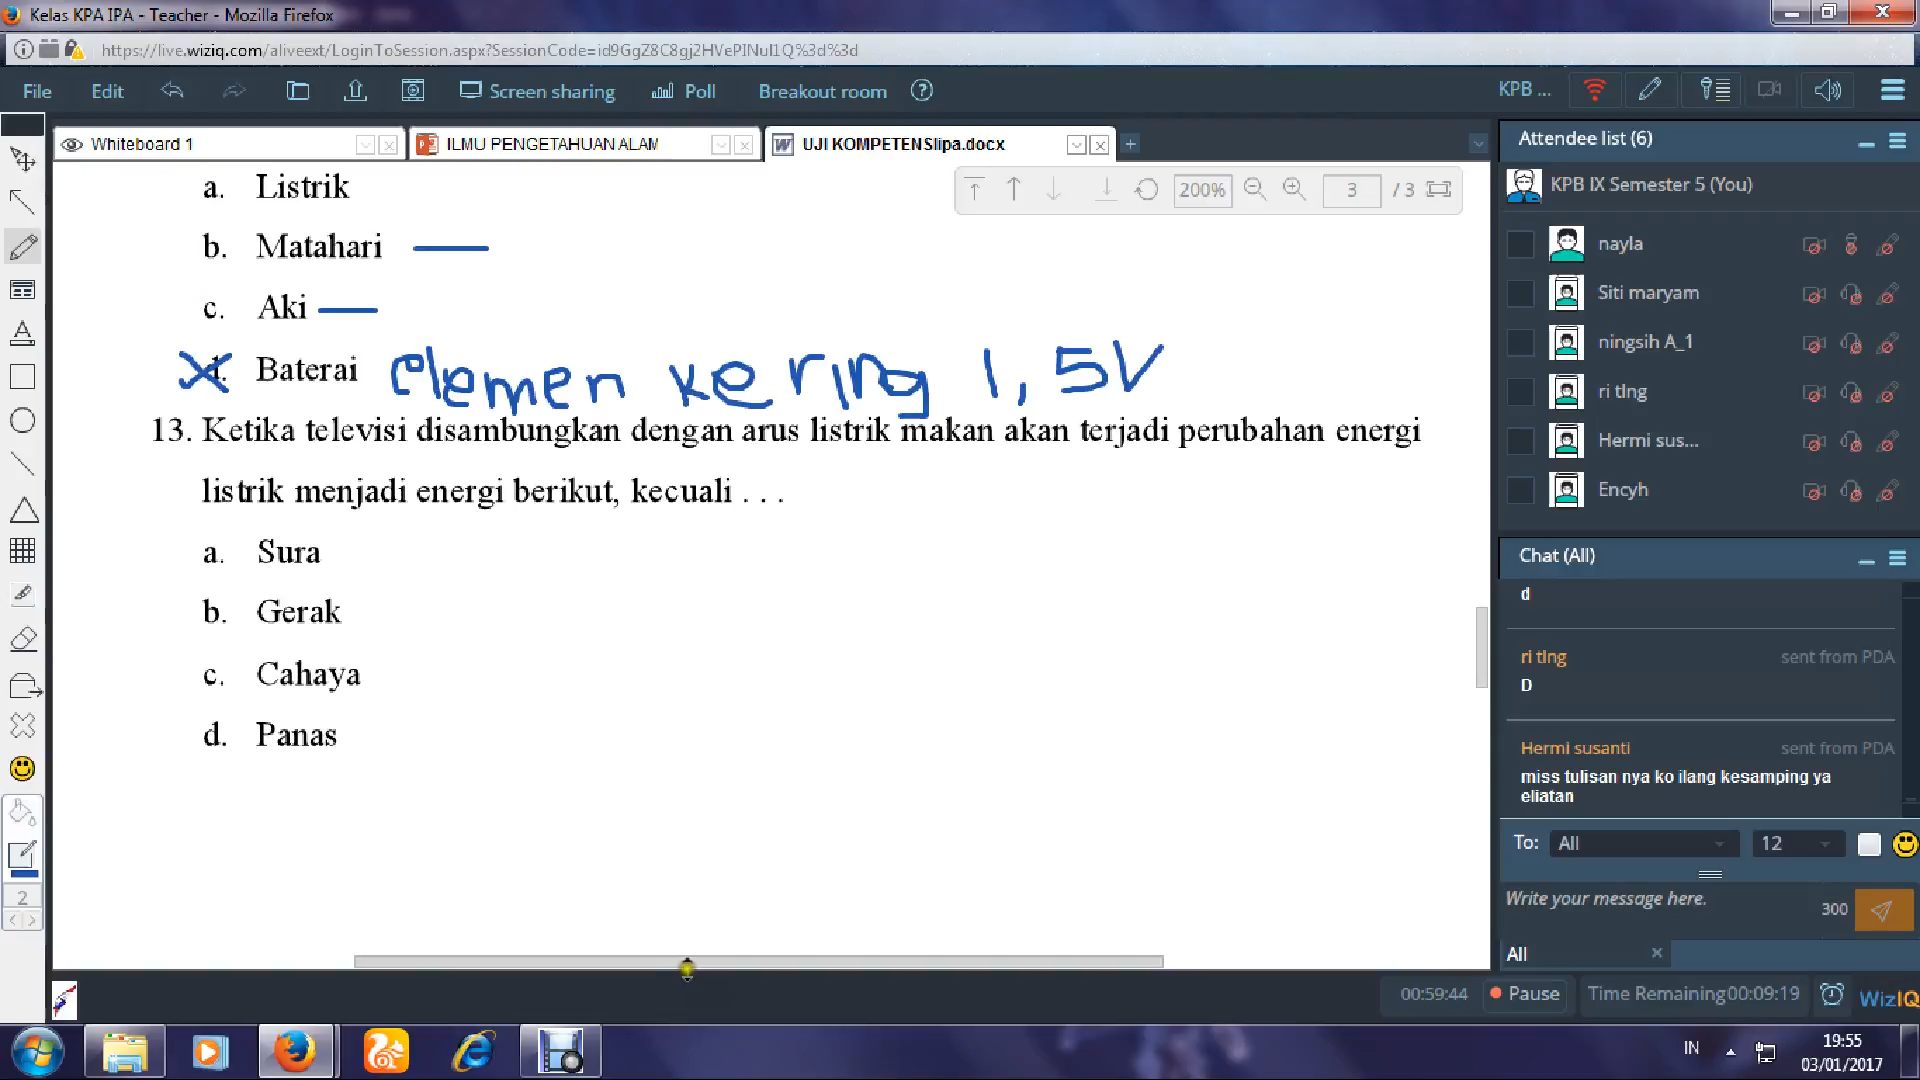 Kelas KPA IPA - Teacher - Mozilla Firefox
https://live.wiziq.com/aliveext/LoginToSession.aspx?SessionCode=id9GgZ8C8gj2HVePINuI1Q%3d%3d
File Edit Screen sharing Poll Breakout room ? KPB ...
Whiteboard 1
ILMU PENGETAHUAN ALAM
UJI KOMPETENSIipa.docx
200% 3 / 3
a. Listrik
b. Matahari
c. Aki
Baterai elemen kering 1,5V
13. Ketika televisi disambungkan dengan arus listrik makan akan terjadi perubahan energi
listrik menjadi energi berikut, kecuali . . .
a. Sura
b. Gerak
c. Cahaya
d. Panas
2
Attendee list (6)
KPB IX Semester 5 (You)
nayla
Siti maryam
ningsih A_1
ri tIng
Hermi sus...
Encyh
Chat (All)
d
ri tIng sent from PDA
D
Hermi susanti sent from PDA
miss tulisan nya ko ilang kesamping ya
eliatan
To: All 12
Write your message here.
300
All
00:59:44 Pause Time Remaining00:09:19 WizIQ
IN
19:55
03/01/2017